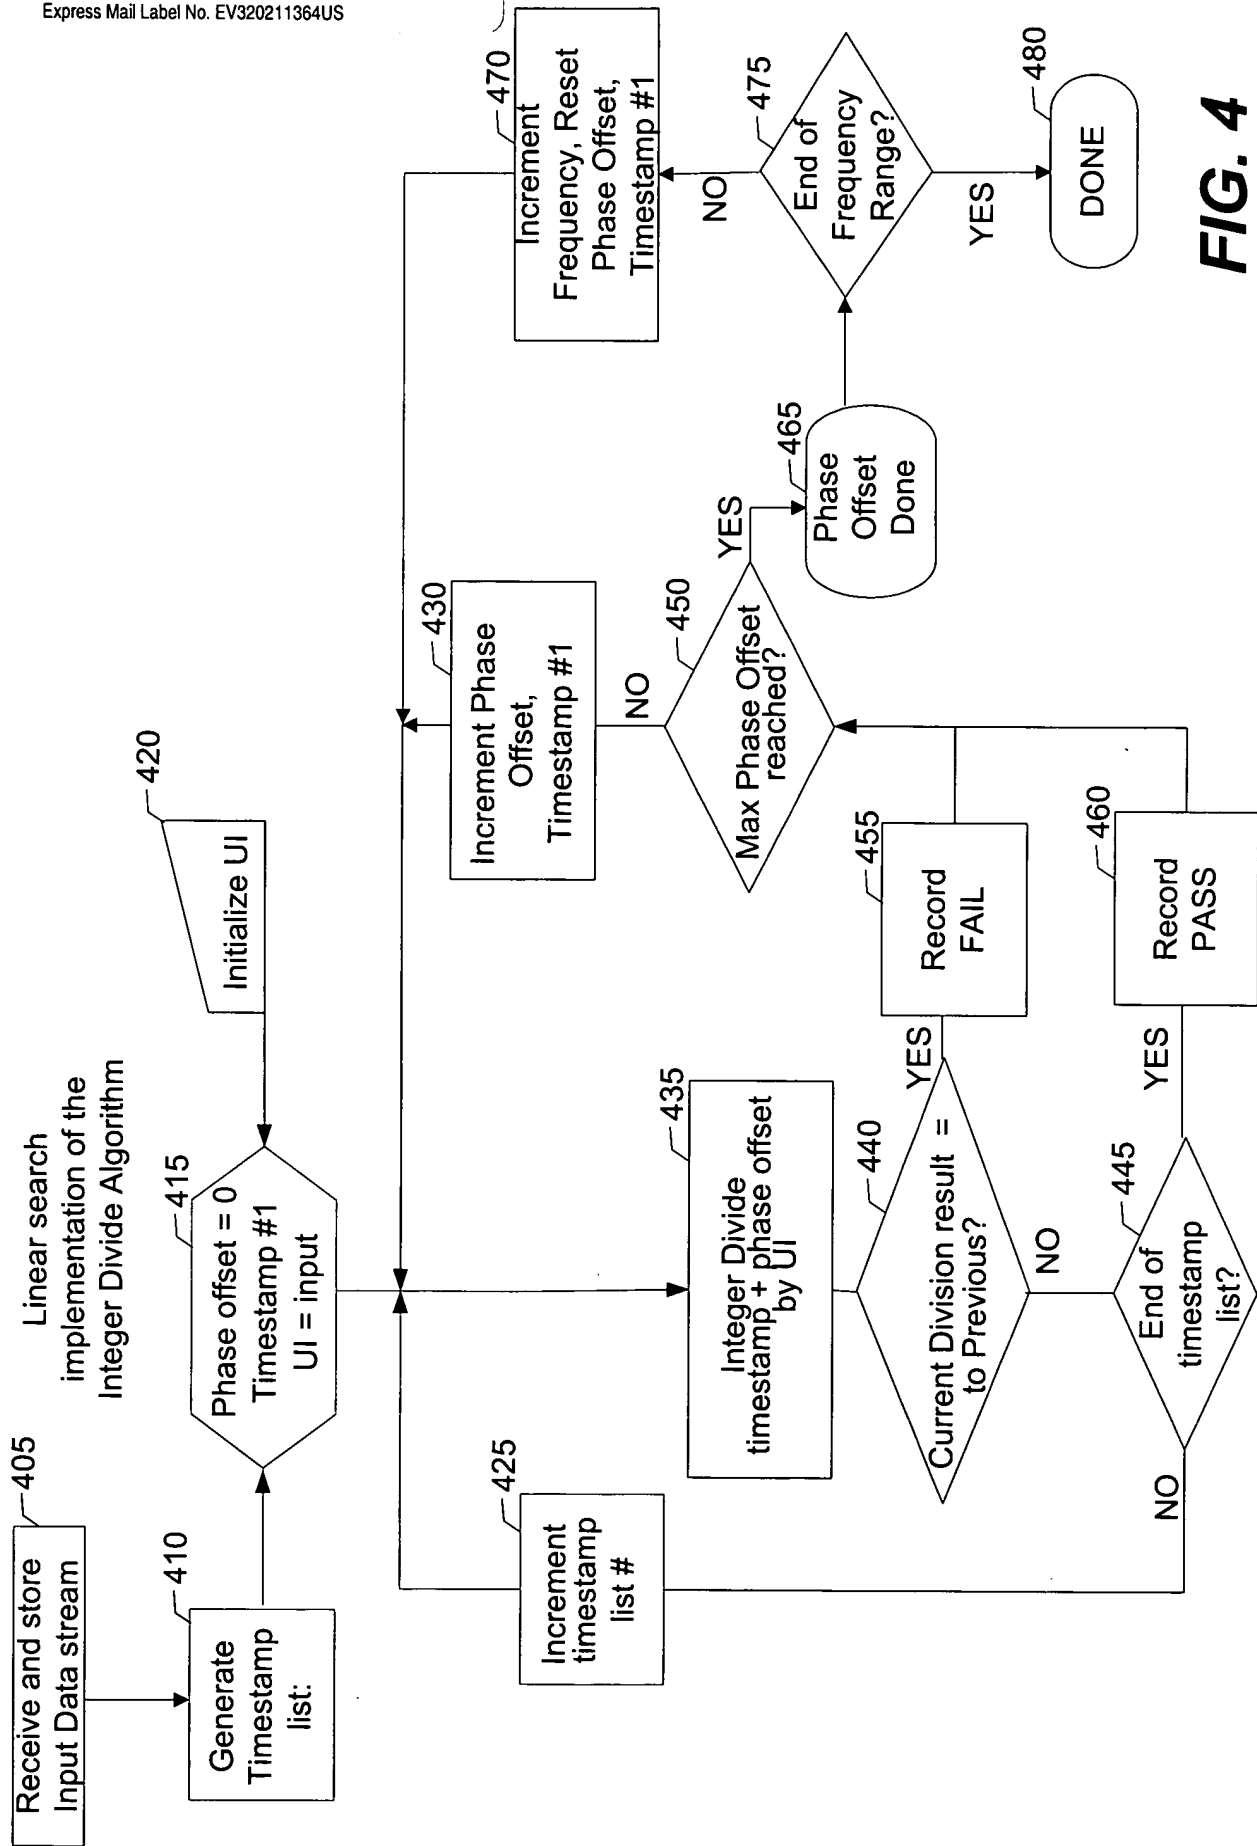 Express Mail Label No. EV320211364US
Linear search
implementation of the
Integer Divide Algorithm
405
Receive and store
Input Data stream
410
Generate
Timestamp
list:
415
Phase offset = 0
Timestamp #1
UI = input
420
Initialize UI
425
Increment
timestamp
list #
430
Increment Phase
Offset,
Timestamp #1
435
Integer Divide
timestamp + phase offset
by UI
440
Current Division result =
to Previous?
YES
NO
445
End of
timestamp
list?
YES
NO
450
Max Phase Offset
reached?
NO
YES
455
Record
FAIL
460
Record
PASS
465
Phase
Offset
Done
470
Increment
Frequency, Reset
Phase Offset,
Timestamp #1
475
End of
Frequency
Range?
NO
YES
480
DONE
FIG. 4